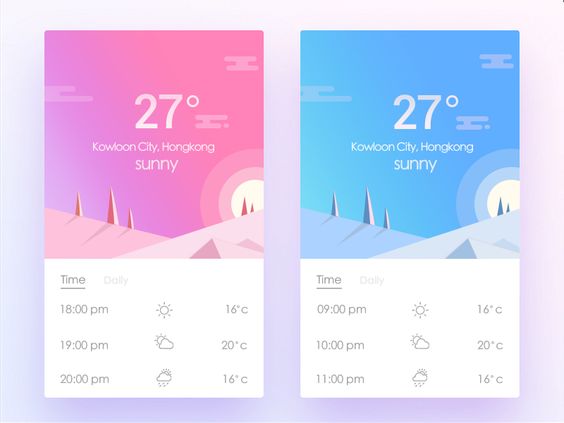 27°
Kowloon City, Hongkong
sunny
Time Daily
18:00 pm 16°c
19:00 pm 20°c
20:00 pm 16°c
27°
Kowloon City, Hongkong
sunny
Time Daily
09:00 pm 16°c
10:00 pm 20°c
11:00 pm 16°c